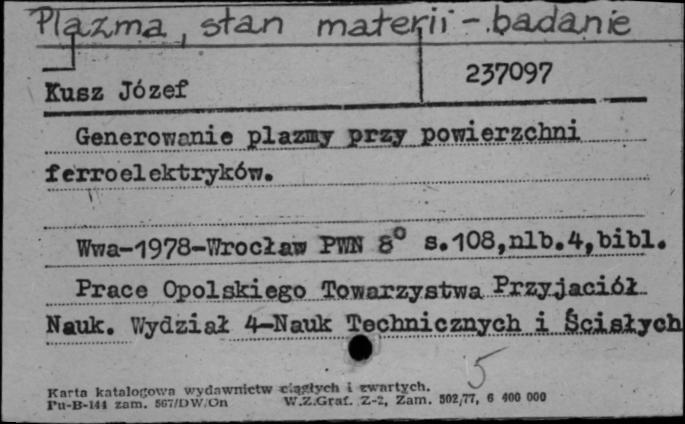 Plazma, stan materii - badanie
237097
Kusz Józef
Generowanie plazmy przy powierzchni
ferroelektryków.
Wwa-1978-Wrocław PWN 8° s.108,nlb.4,bibl.
Prace Opolskiego Towarzystwa Przyjaciół
Nauk. Wydział 4-Nauk Technicznych i Ścisłych
5
Karta katalogowa wydawnictw ciągłych i zwartych.
Pu-B-144 zam. 567/DW/On W.Z.Graf. Z-2, Zam. 502/77, 6 400 000